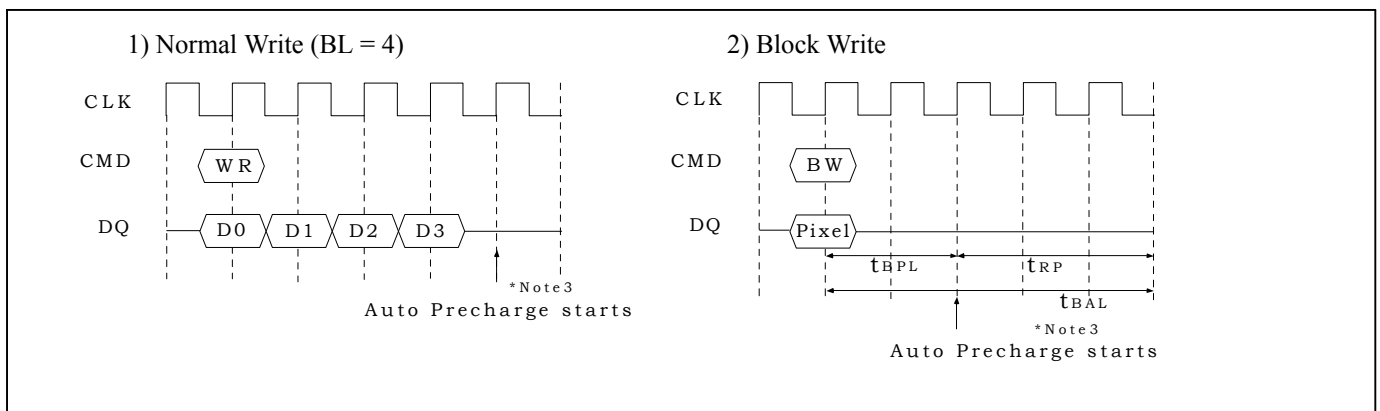 1) Normal Write (BL = 4)
CLK
CMD
WR
DQ
D0 D1 D2 D3
*Note3
Auto Precharge starts
2) Block Write
CLK
CMD
BW
DQ
Pixel
tBPL tRP
tBAL
*Note3
Auto Precharge starts